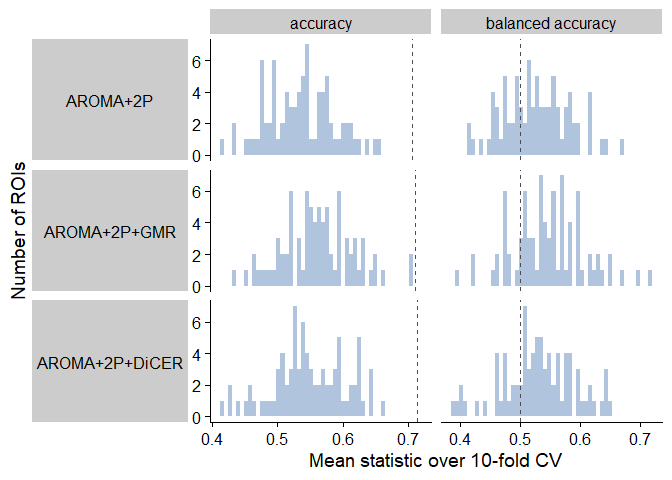 accuracy balanced accuracy
Number of ROIs
AROMA+2P
6
4
2
0
AROMA+2P+GMR
6
4
2
0
AROMA+2P+DiCER
6
4
2
0
0.4 0.5 0.6 0.7 0.4 0.5 0.6 0.7
Mean statistic over 10-fold CV